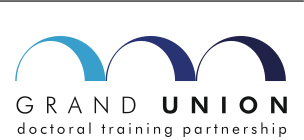 GRAND UNION
doctoral training partnership